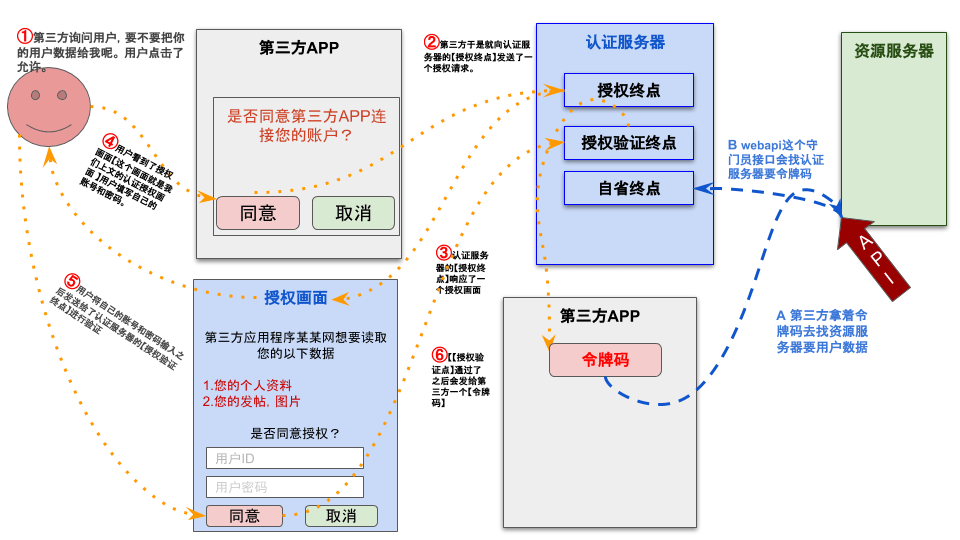 ①第三方询问用户，要不要把你
的用户数据给我呢。用户点击了
允许。
第三方APP
是否同意第三方APP连
接您的账户？
同意
取消
②第三方于是就向认证服
务器的【授权终点】发送了一
个授权请求。
认证服务器
授权终点
授权验证终点
自省终点
资源服务器
B webapi这个守
门员接口会找认证
服务器要令牌码
API
A 第三方拿着令
牌码去找资源服
务器要用户数据
③认证服务
器的【授权终
点】响应了一
个授权画面
④用户看到了授权
画面【这个画面就是我
们上文的认证授权画
面】用户填写自己的
账号和密码。
⑤用户将自己的账号和密码输入之
后发送给了认证服务器的【授权验证
终点】进行验证
授权画面
第三方应用程序某某网想要读取
您的以下数据
1.您的个人资料
2.您的发帖，图片
是否同意授权？
用户ID
用户密码
同意
取消
⑥【【授权验
证点】通过了
之后会发给第
三方一个【令牌
码】
第三方APP
令牌码